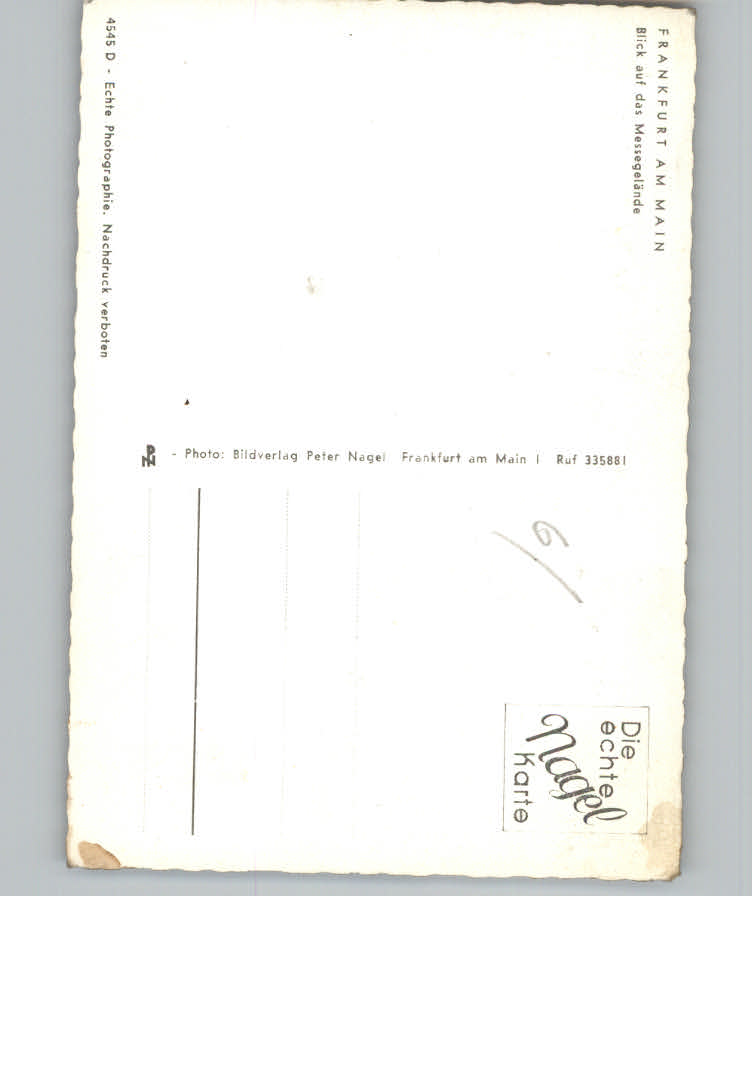 FRANKFURT AM MAIN
Blick auf das Messegelände
Die
echte
Nagel
Karte
6/
PN - Photo: Bildverlag Peter Nagel Frankfurt am Main 1 Ruf 335881
4545 D - Echte Photographie. Nachdruck verboten